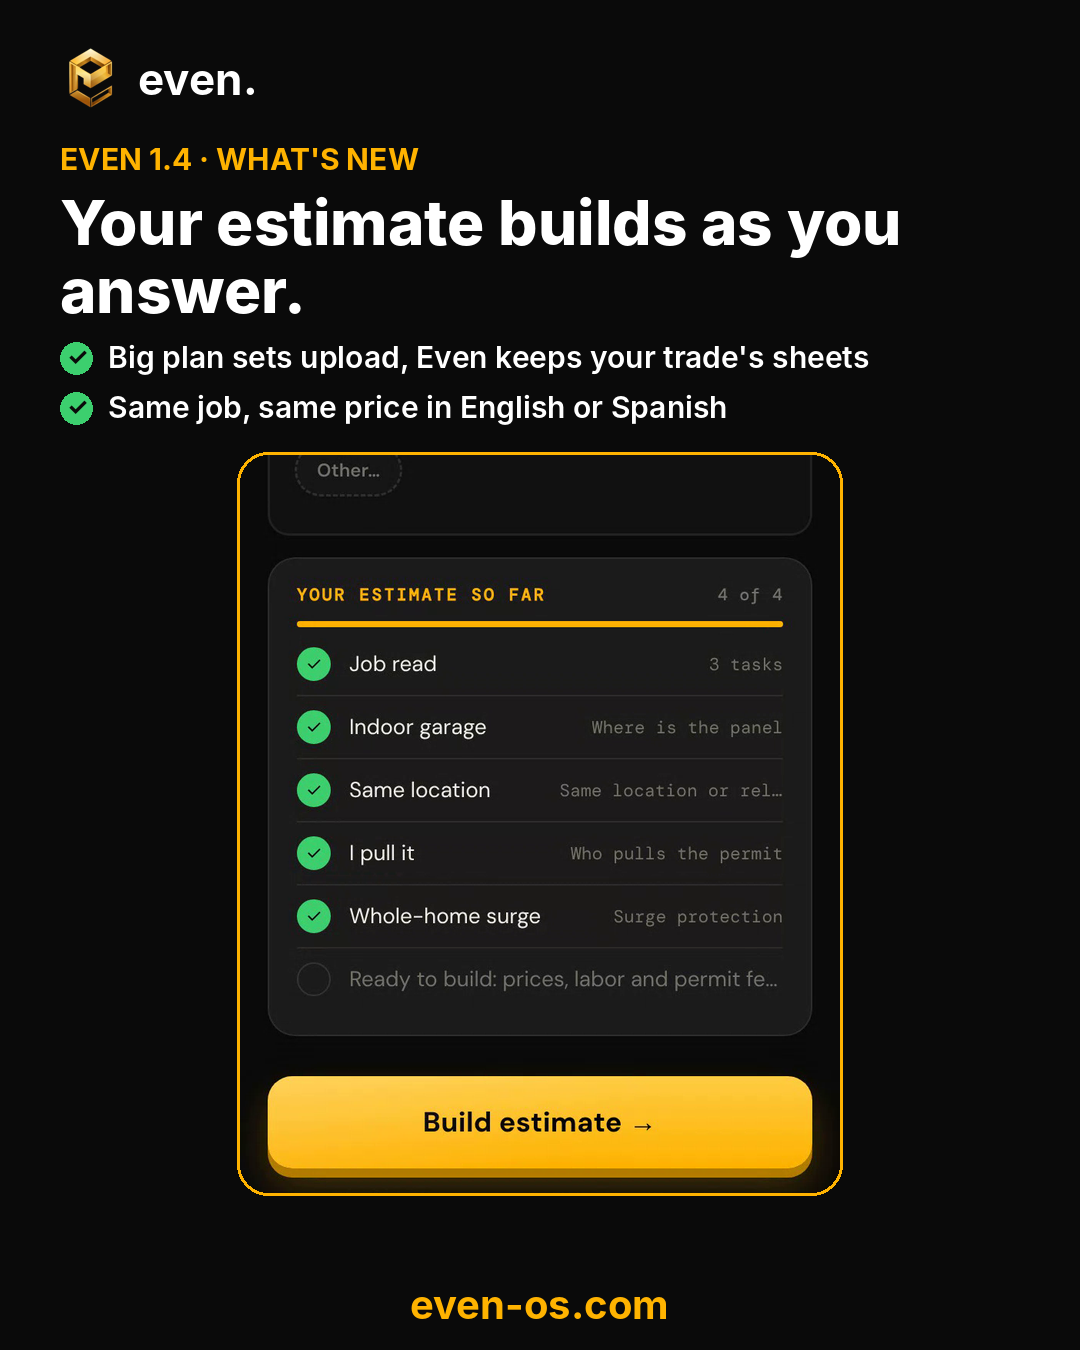 even.
EVEN 1.4 · WHAT'S NEW
Your estimate builds as you
answer.
Big plan sets upload, Even keeps your trade's sheets
Same job, same price in English or Spanish
Other…
YOUR ESTIMATE SO FAR 4 of 4
Job read 3 tasks
Indoor garage Where is the panel
Same location Same location or rel…
I pull it Who pulls the permit
Whole-home surge Surge protection
Ready to build: prices, labor and permit fe…
Build estimate →
even-os.com